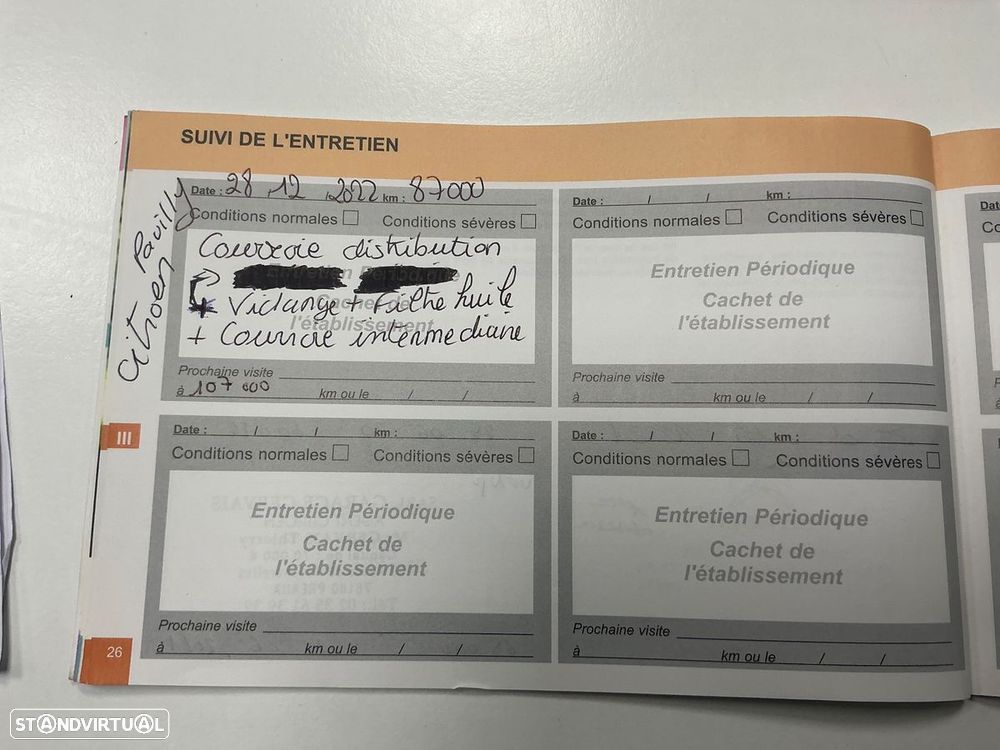 SUIVI DE L'ENTRETIEN
Citroen Pavilly
Date : 28 . 12 . 2022 km : 87000
Conditions normales Conditions sévères
Courroie distribution
+ Vidange + Filtre huile
+ Courroie intermediaire
Cachet de
l'établissement
Prochaine visite
à 107 000 km ou le / /
Date : / / km :
Conditions normales Conditions sévères
Entretien Périodique
Cachet de
l'établissement
Prochaine visite
à km ou le / /
III
Date : / / km :
Conditions normales Conditions sévères
Entretien Périodique
Cachet de
l'établissement
Prochaine visite
à km ou le / /
Date : / / km :
Conditions normales Conditions sévères
Entretien Périodique
Cachet de
l'établissement
Prochaine visite
à km ou le / /
26
STANDVIRTUAL